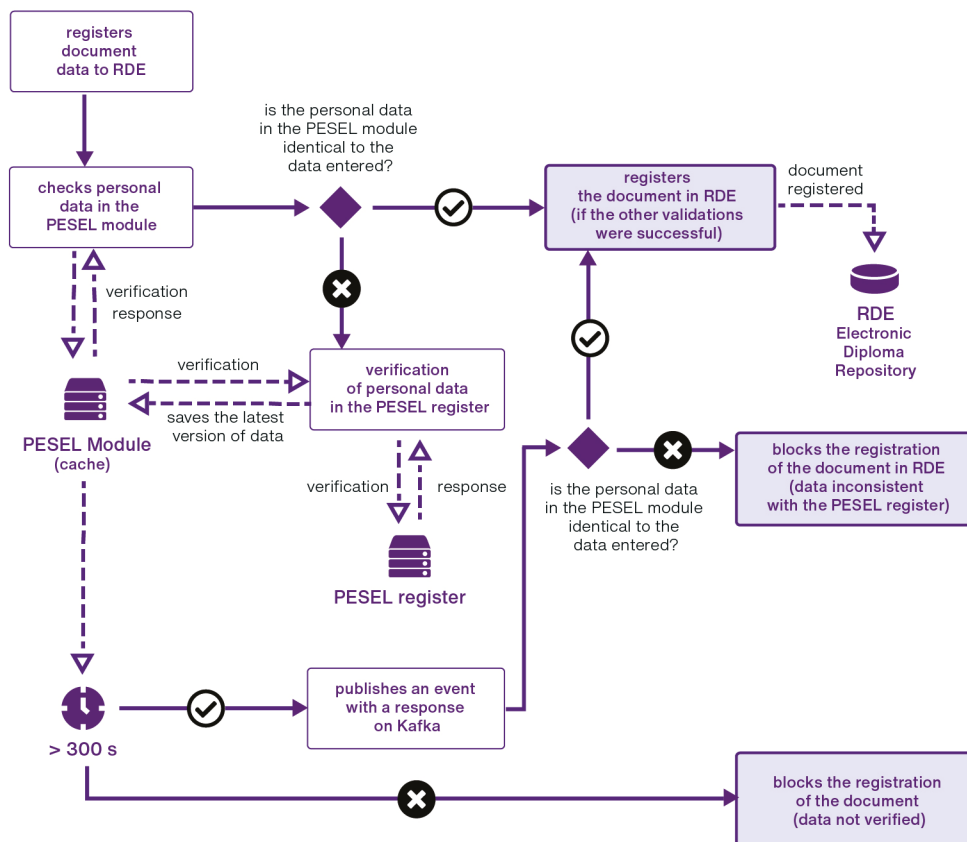 registers
document
data to RDE
is the personal data
in the PESEL module
identical to the
data entered?
checks personal
data in the
PESEL module
registers
the document in RDE
(if the other validations
were successful)
document
registered
verification
response
RDE
Electronic
Diploma
Repository
verification
saves the latest
version of data
verification
of personal data
in the PESEL register
PESEL Module
(cache)
verification
response
is the personal data
in the PESEL module
identical to the
data entered?
blocks the registration
of the document in RDE
(data inconsistent
with the PESEL register)
PESEL register
publishes an event
with a response
on Kafka
> 300 s
blocks the registration
of the document
(data not verified)